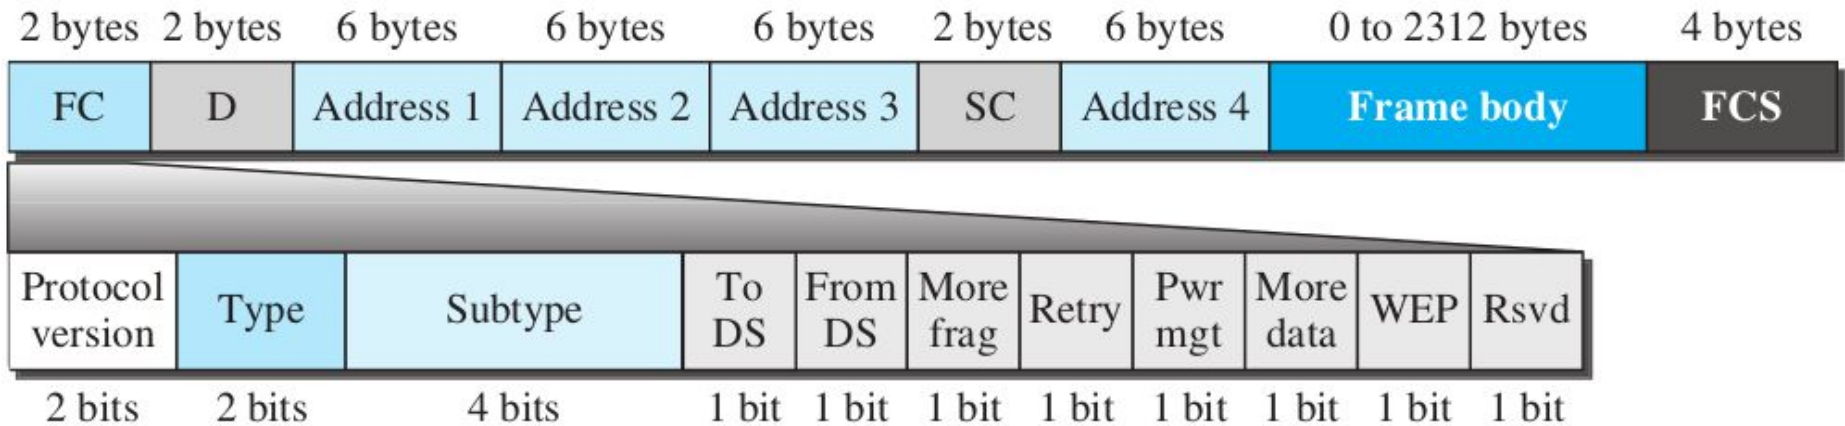 2 bytes 2 bytes 6 bytes 6 bytes 6 bytes 2 bytes 6 bytes 0 to 2312 bytes 4 bytes
FC D Address 1 Address 2 Address 3 SC Address 4 Frame body FCS
Protocol version Type Subtype To DS From DS More frag Retry Pwr mgt More data WEP Rsvd
2 bits 2 bits 4 bits 1 bit 1 bit 1 bit 1 bit 1 bit 1 bit 1 bit 1 bit